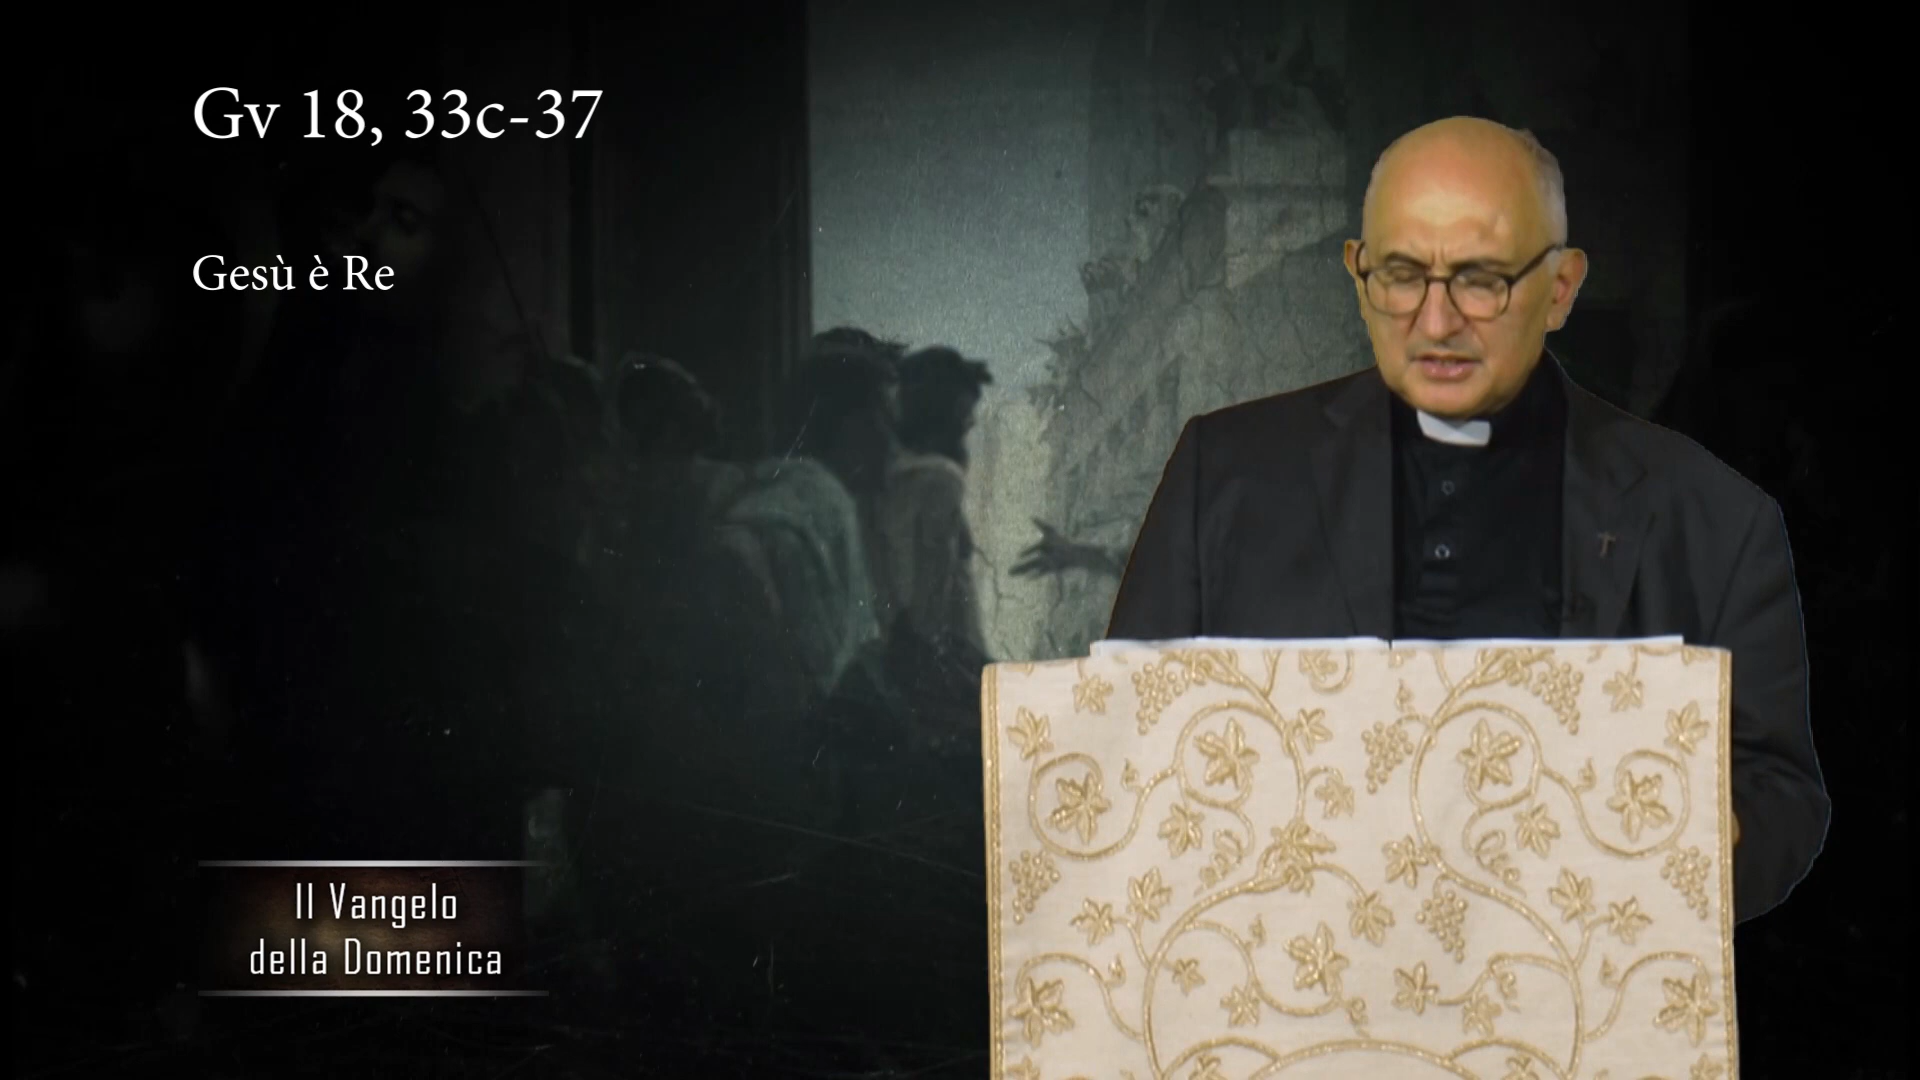 Gv 18, 33c-37
Gesù è Re
Il Vangelo
della Domenica